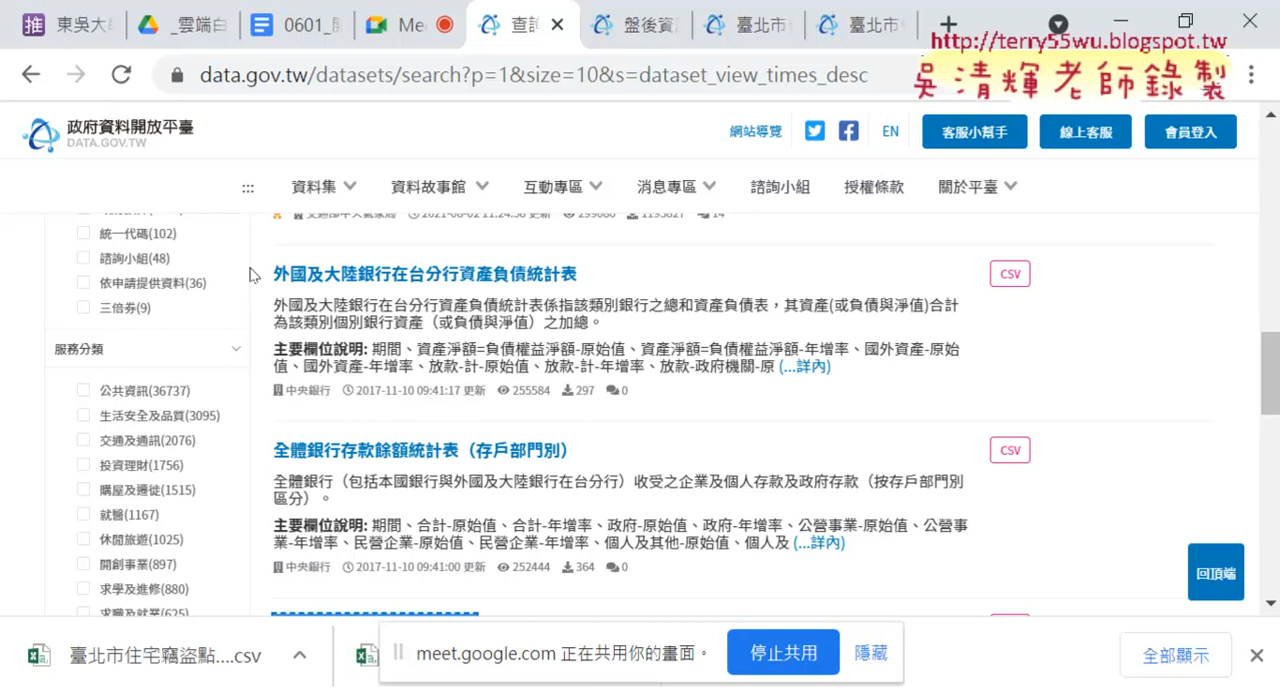 東吳大
_雲端白
0601_
Me
查詢
盤後資
臺北市
臺北市
http://terry55wu.blogspot.tw
data.gov.tw/datasets/search?p=1&size=10&s=dataset_view_times_desc
吳清輝老師錄製
政府資料開放平臺
DATA.GOV.TW
網站導覽
EN
客服小幫手
線上客服
會員登入
資料集
資料故事館
互動專區
消息專區
諮詢小組
授權條款
關於平臺
統一代碼(102)
諮詢小組(48)
依申請提供資料(36)
三倍券(9)
服務分類
公共資訊(36737)
生活安全及品質(3095)
交通及通訊(2076)
投資理財(1756)
購屋及遷徙(1515)
就醫(1167)
休閒旅遊(1025)
開創事業(897)
求學及進修(880)
求職及就業(625)
交通部中央氣象局 2021-08-02 11:24:58 更新 299680 1193827 14
外國及大陸銀行在台分行資產負債統計表
CSV
外國及大陸銀行在台分行資產負債統計表係指該類別銀行之總和資產負債表，其資產(或負債與淨值)合計
為該類別個別銀行資產（或負債與淨值）之加總。
主要欄位說明: 期間、資產淨額=負債權益淨額-原始值、資產淨額=負債權益淨額-年增率、國外資產-原始
值、國外資產-年增率、放款-計-原始值、放款-計-年增率、放款-政府機關-原 (...詳內)
中央銀行 2017-11-10 09:41:17 更新 255584 297 0
全體銀行存款餘額統計表（存戶部門別）
CSV
全體銀行（包括本國銀行與外國及大陸銀行在台分行）收受之企業及個人存款及政府存款（按存戶部門別
區分）。
主要欄位說明: 期間、合計-原始值、合計-年增率、政府-原始值、政府-年增率、公營事業-原始值、公營事
業-年增率、民營企業-原始值、民營企業-年增率、個人及其他-原始值、個人及 (...詳內)
中央銀行 2017-11-10 09:41:00 更新 252444 364 0
回頂端
臺北市住宅竊盜點....csv
meet.google.com 正在共用你的畫面。
停止共用
隱藏
全部顯示